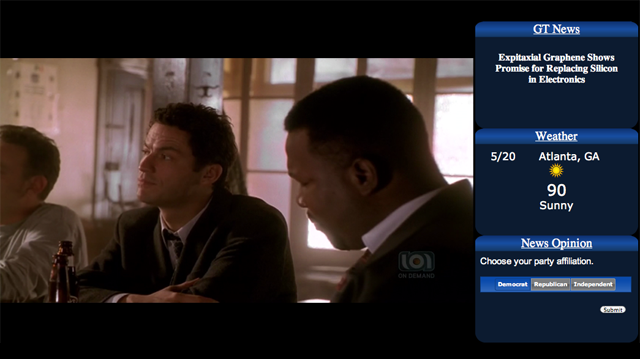 GT News
Expitaxial Graphene Shows
Promise for Replacing Silicon
in Electronics
Weather
5/20 Atlanta, GA
90
Sunny
News Opinion
Choose your party affiliation.
Democrat Republican Independent
Submit
ON DEMAND